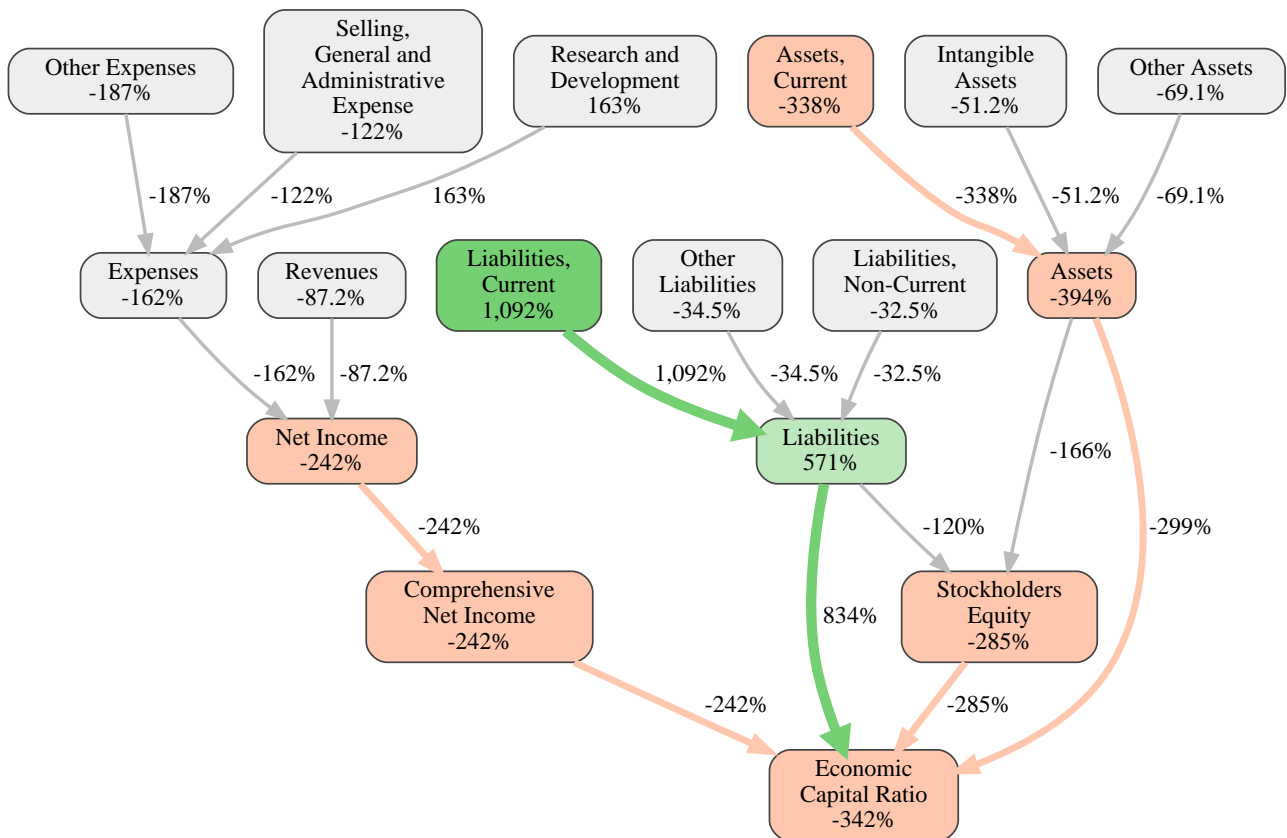 Other Expenses
-187%
Selling,
General and
Administrative
Expense
-122%
Research and
Development
163%
Assets,
Current
-338%
Intangible
Assets
-51.2%
Other Assets
-69.1%
-187%
-122%
163%
-338%
-51.2%
-69.1%
Expenses
-162%
Revenues
-87.2%
Liabilities,
Current
1,092%
Other
Liabilities
-34.5%
Liabilities,
Non-Current
-32.5%
Assets
-394%
-162%
-87.2%
1,092%
-34.5%
-32.5%
Net Income
-242%
Liabilities
571%
-166%
-242%
-120%
-299%
Comprehensive
Net Income
-242%
834%
Stockholders
Equity
-285%
-242%
-285%
Economic
Capital Ratio
-342%